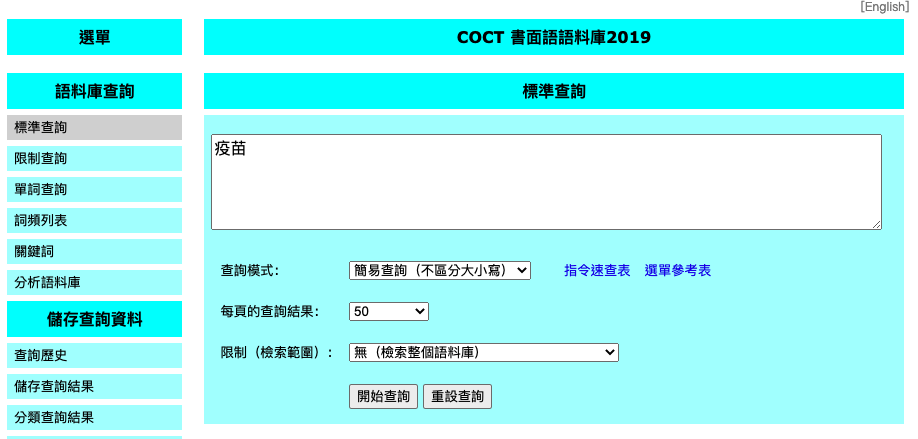 [English]
選單
COCT 書面語語料庫2019
語料庫查詢
標準查詢
標準查詢
限制查詢
單詞查詢
詞頻列表
關鍵詞
分析語料庫
儲存查詢資料
查詢歷史
儲存查詢結果
分類查詢結果
疫苗
查詢模式: 簡易查詢（不區分大小寫） 指令速查表 選單參考表
每頁的查詢結果: 50
限制（檢索範圍）: 無（檢索整個語料庫）
開始查詢 重設查詢